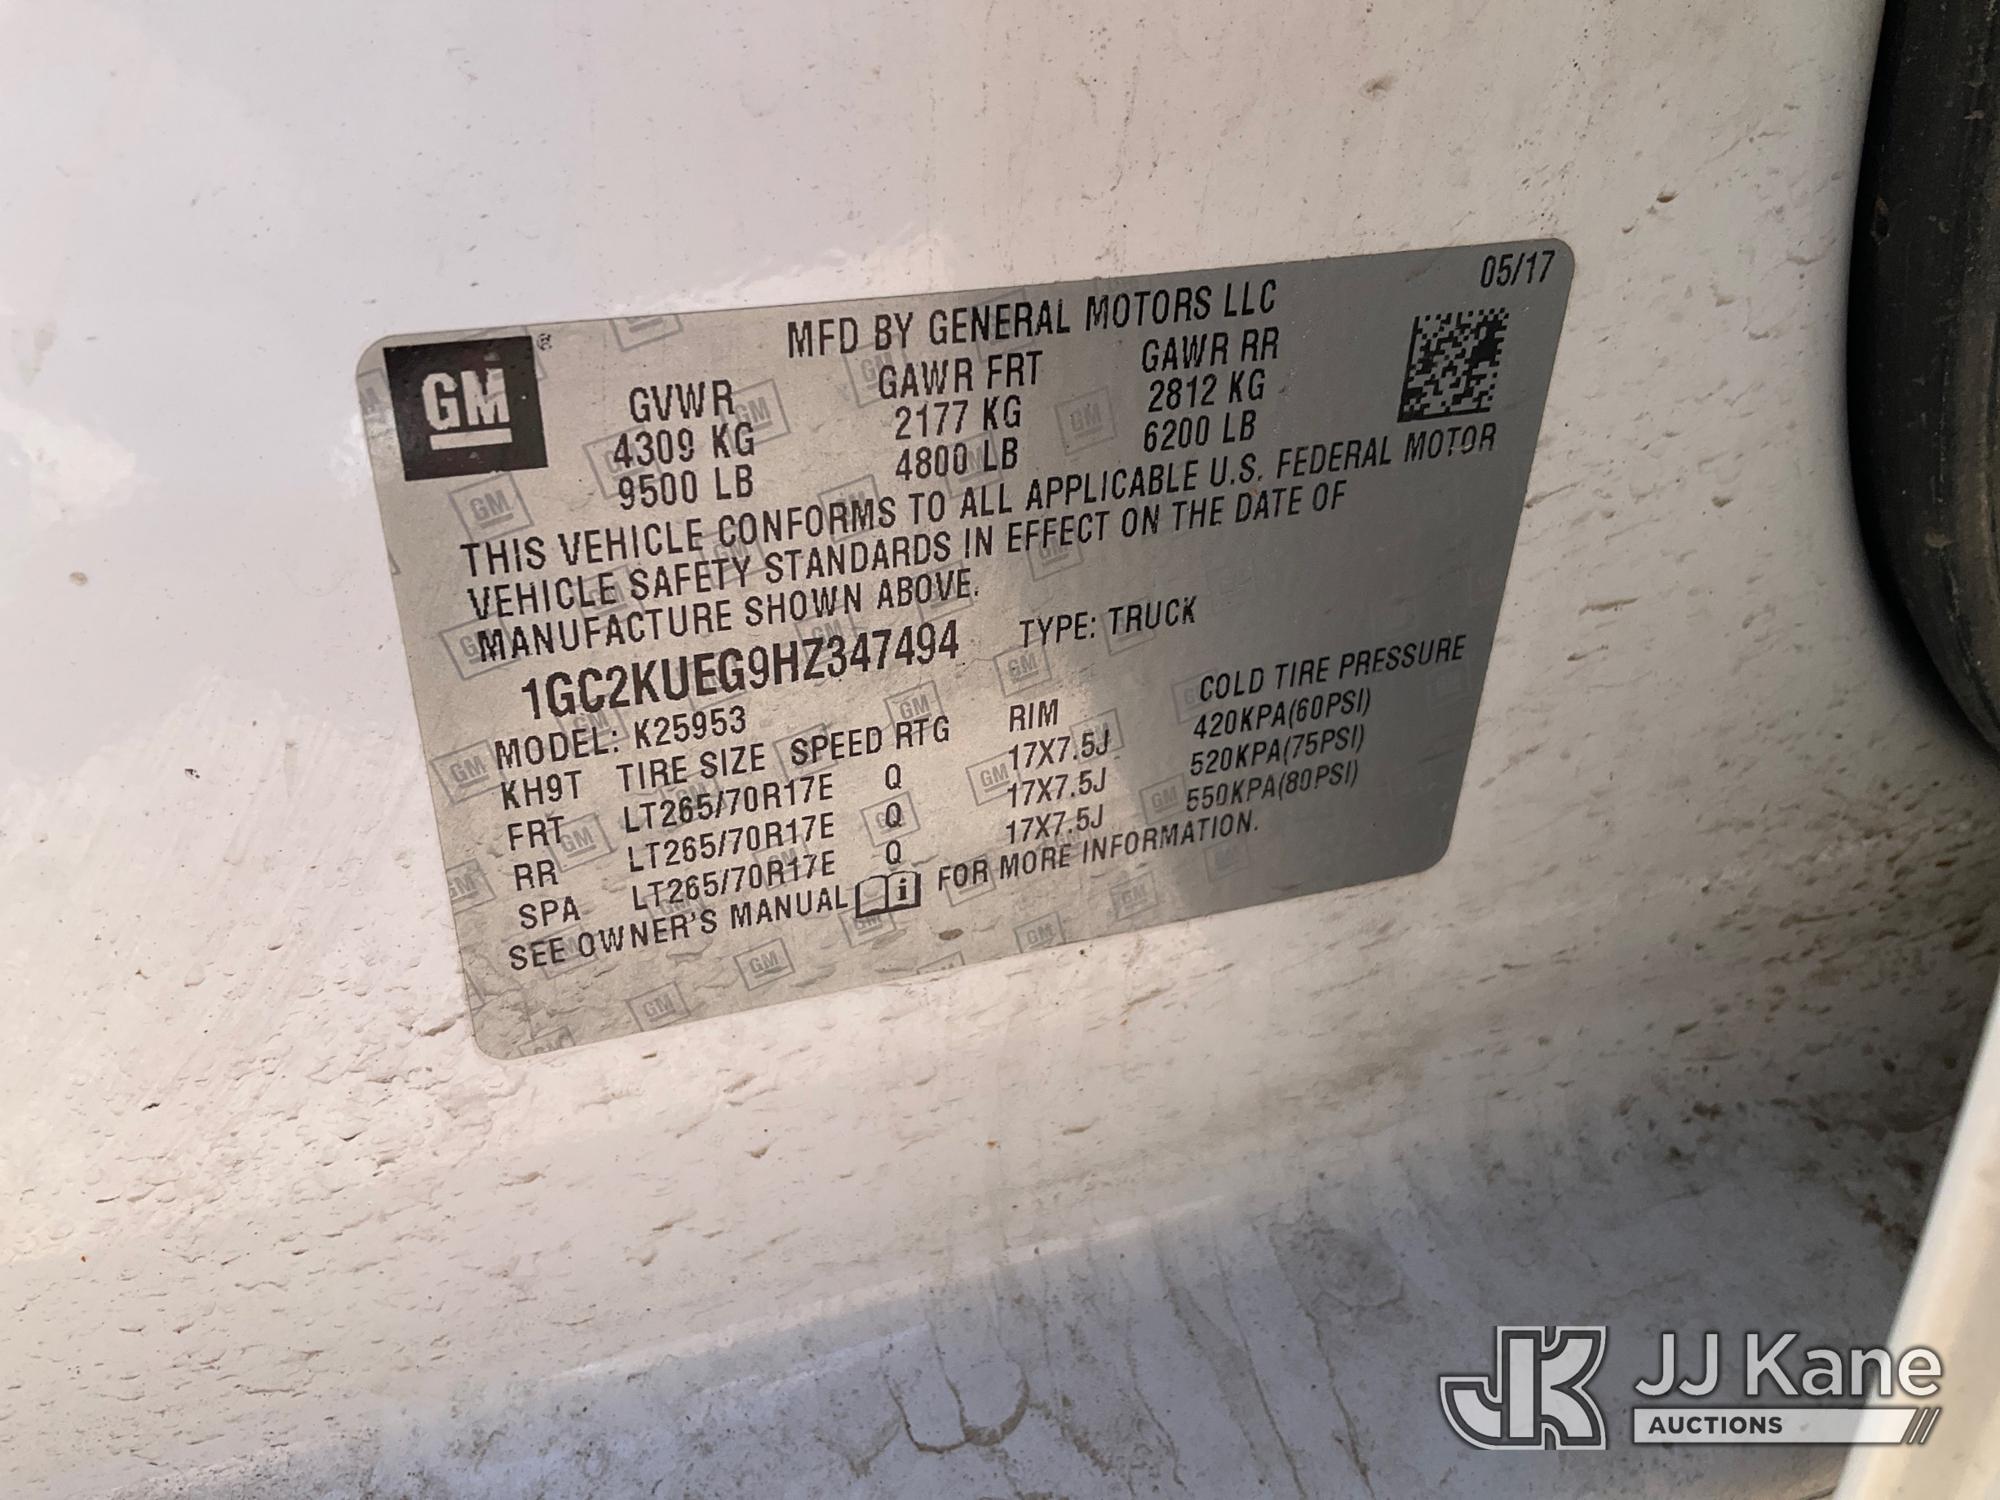 05/17
MFD BY GENERAL MOTORS LLC
GM ®
GVWR GAWR FRT GAWR RR
4309 KG 2177 KG 2812 KG
9500 LB 4800 LB 6200 LB
THIS VEHICLE CONFORMS TO ALL APPLICABLE U.S. FEDERAL MOTOR
VEHICLE SAFETY STANDARDS IN EFFECT ON THE DATE OF
MANUFACTURE SHOWN ABOVE.
1GC2KUEG9HZ347494 TYPE: TRUCK
MODEL: K25953
KH9T TIRE SIZE SPEED RTG RIM COLD TIRE PRESSURE
FRT LT265/70R17E Q 17X7.5J 420KPA(60PSI)
RR LT265/70R17E Q 17X7.5J 520KPA(75PSI)
SPA LT265/70R17E Q 17X7.5J 550KPA(80PSI)
SEE OWNER'S MANUAL i FOR MORE INFORMATION.
JK JJ Kane
AUCTIONS